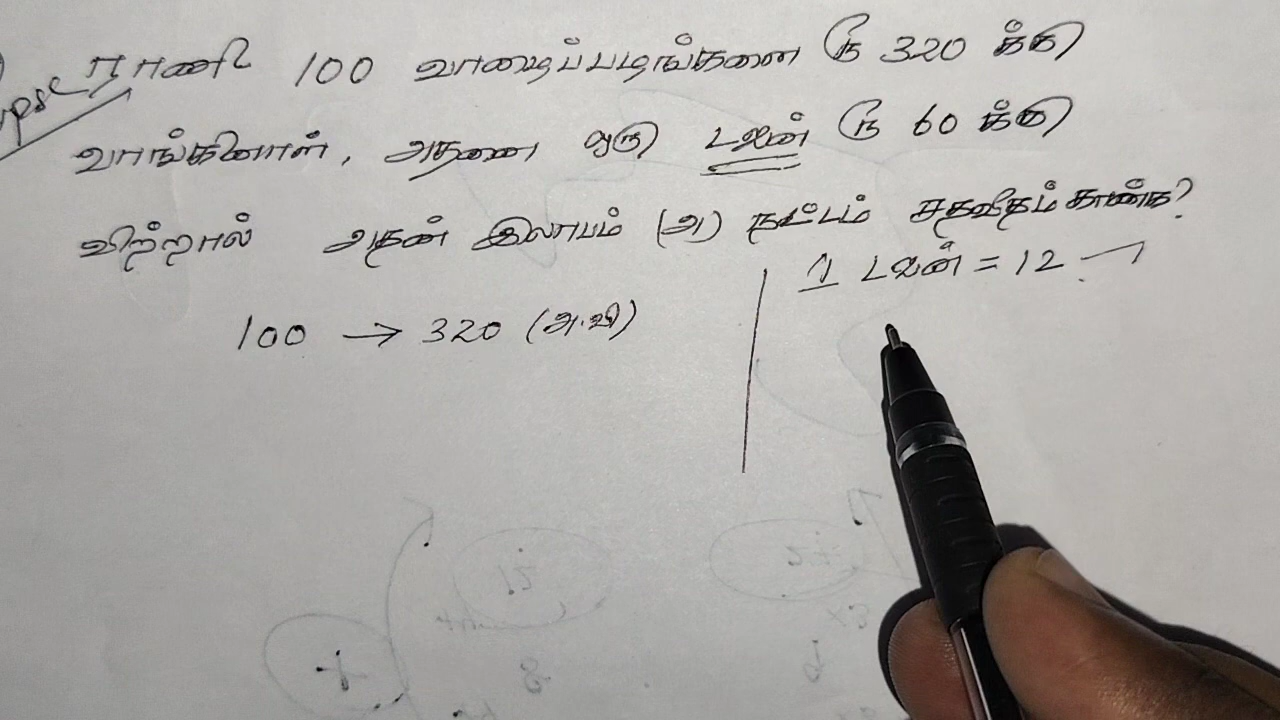 ராணி 100 வாழைப்பழங்களை ரூ 320 க்கு
வாங்கினாள், அதனை ஒரு டஜன் ரூ 60 க்கு
விற்றால் அதன் இலாபம் (அ) நட்டம் சதவீதம் காண்க?
1 டஜன் = 12
100 → 320 (அ.வி)